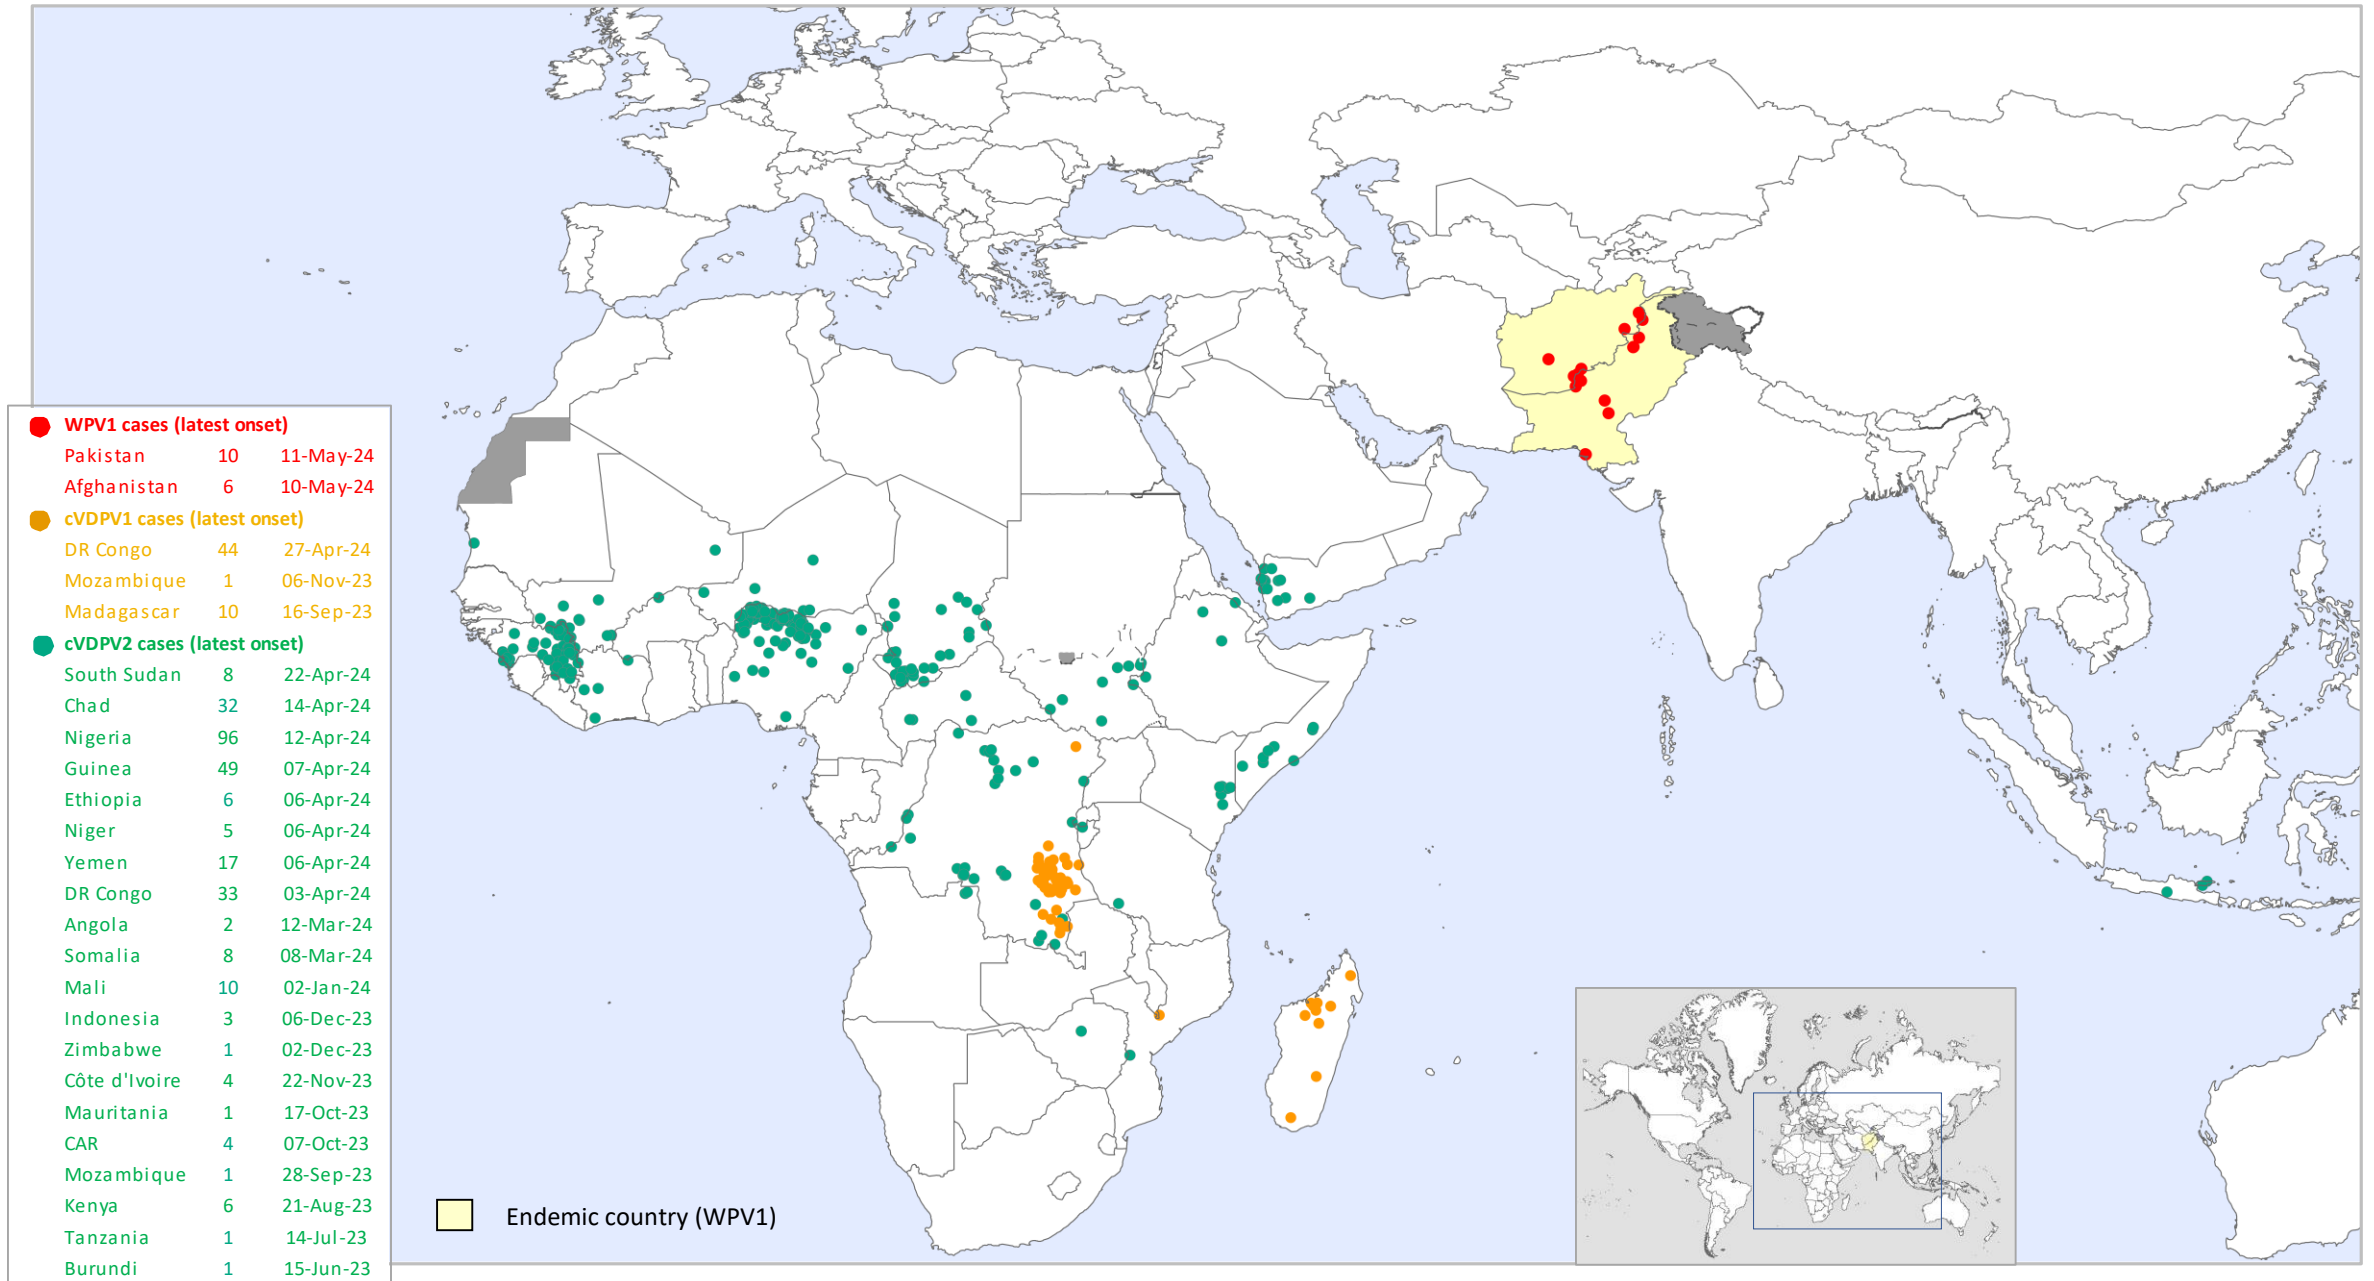 WPV1 cases (latest onset)
Pakistan 10 11-May-24
Afghanistan 6 10-May-24
cVDPV1 cases (latest onset)
DR Congo 44 27-Apr-24
Mozambique 1 06-Nov-23
Madagascar 10 16-Sep-23
cVDPV2 cases (latest onset)
South Sudan 8 22-Apr-24
Chad 32 14-Apr-24
Nigeria 96 12-Apr-24
Guinea 49 07-Apr-24
Ethiopia 6 06-Apr-24
Niger 5 06-Apr-24
Yemen 17 06-Apr-24
DR Congo 33 03-Apr-24
Angola 2 12-Mar-24
Somalia 8 08-Mar-24
Mali 10 02-Jan-24
Indonesia 3 06-Dec-23
Zimbabwe 1 02-Dec-23
Côte d'Ivoire 4 22-Nov-23
Mauritania 1 17-Oct-23
CAR 4 07-Oct-23
Mozambique 1 28-Sep-23
Kenya 6 21-Aug-23
Tanzania 1 14-Jul-23
Burundi 1 15-Jun-23
Endemic country (WPV1)